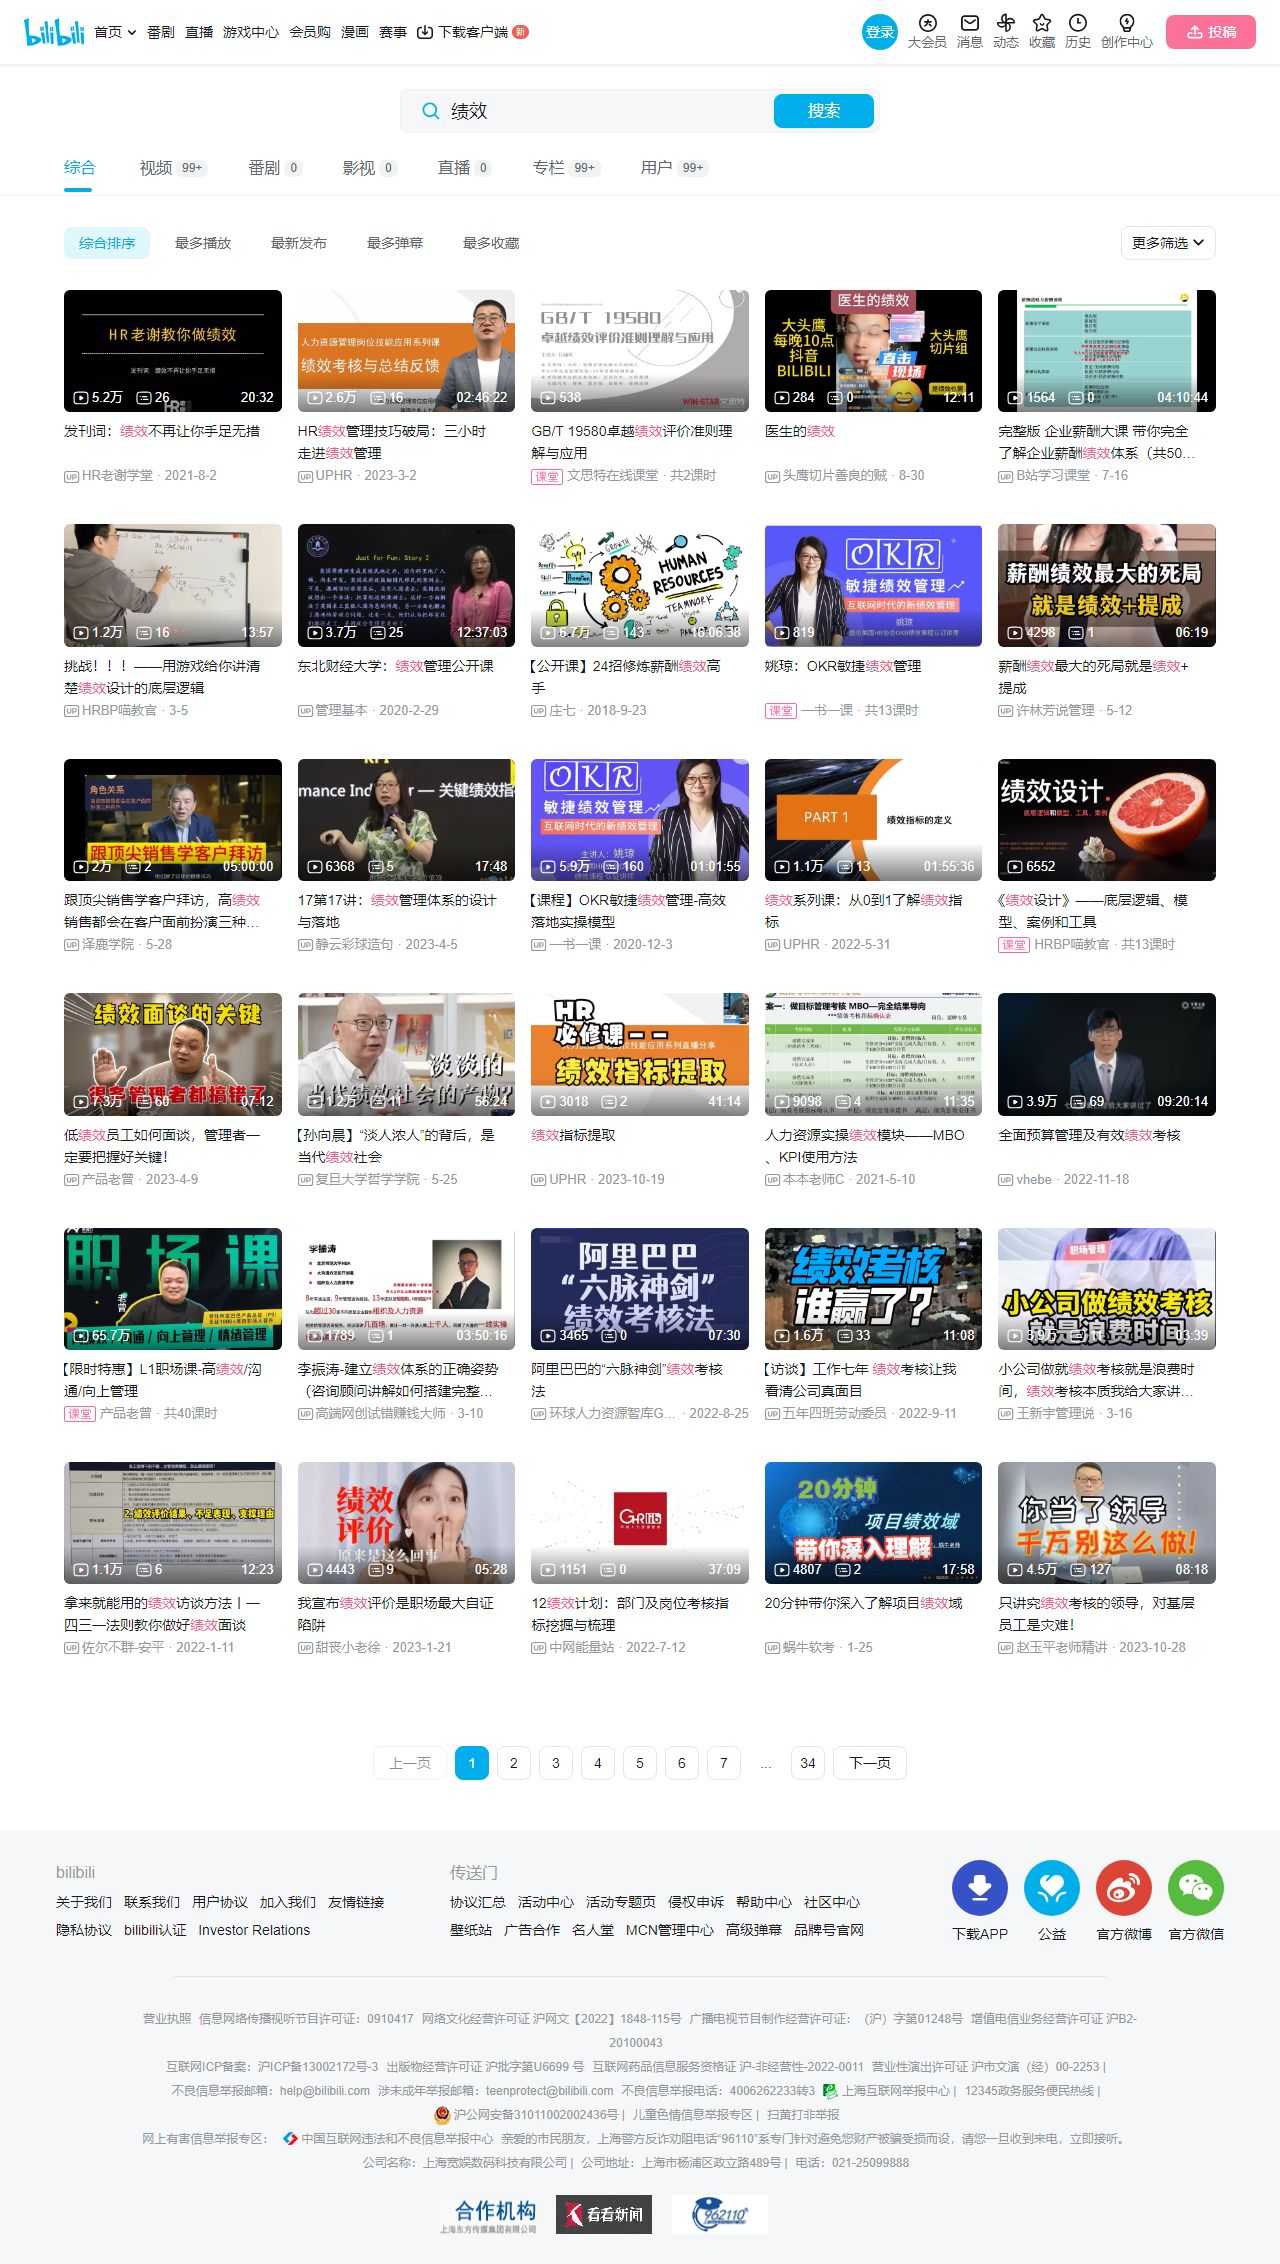 bilibili 首页 番剧 直播 游戏中心 会员购 漫画 赛事 下载客户端 新
登录 大会员 消息 动态 收藏 历史 创作中心 投稿
绩效 搜索
综合 视频 99+ 番剧 0 影视 0 直播 0 专栏 99+ 用户 99+
综合排序 最多播放 最新发布 最多弹幕 最多收藏 更多筛选
HR老谢教你做绩效
发刊词：绩效不再让你手足无措
5.2万 26 20:32
发刊词：绩效不再让你手足无措
HR老谢学堂 · 2021-8-2
人力资源管理岗位技能应用系列课
绩效考核与总结反馈
2.6万 16 02:46:22
HR绩效管理技巧破局：三小时
走进绩效管理
UPHR · 2023-3-2
GB/T 19580
卓越绩效评价准则理解与应用
538
GB/T 19580卓越绩效评价准则理
解与应用
课堂 文思特在线课堂 · 共2课时
医生的绩效
大头鹰
每晚10点
抖音
BILIBILI
大头鹰
切片组
直击
现场
284 0 12:11
医生的绩效
头鹰切片善良的贼 · 8-30
1564 0 04:10:44
完整版 企业薪酬大课 带你完全
了解企业薪酬绩效体系（共50...
B站学习课堂 · 7-16
1.2万 16 13:57
挑战！！！——用游戏给你讲清
楚绩效设计的底层逻辑
HRBP喵教官 · 3-5
Just for Fun: Story 2
3.7万 25 12:37:03
东北财经大学：绩效管理公开课
管理基本 · 2020-2-29
HUMAN
RESOURCES
TEAMWORK
GROWTH
6.7万 143 16:06:38
【公开课】24招修炼薪酬绩效高
手
庄七 · 2018-9-23
OKR
敏捷绩效管理
互联网时代的新绩效管理
姚琼
819
姚琼：OKR敏捷绩效管理
课堂 一书一课 · 共13课时
薪酬绩效最大的死局
就是绩效+提成
4298 1 06:19
薪酬绩效最大的死局就是绩效+
提成
许林芳说管理 · 5-12
角色关系
跟顶尖销售学客户拜访
2万 2 05:00:00
跟顶尖销售学客户拜访，高绩效
销售都会在客户面前扮演三种...
泽鹿学院 · 5-28
— 关键绩效指
6368 5 17:48
17第17讲：绩效管理体系的设计
与落地
静云彩球造句 · 2023-4-5
OKR
敏捷绩效管理
互联网时代的新绩效管理
主讲人：姚琼
5.9万 160 01:01:55
【课程】OKR敏捷绩效管理-高效
落地实操模型
一书一课 · 2020-12-3
PART 1
绩效指标的定义
1.1万 13 01:55:36
绩效系列课：从0到1了解绩效指
标
UPHR · 2022-5-31
绩效设计.
底层逻辑和模型、工具、案例
6552
《绩效设计》——底层逻辑、模
型、案例和工具
课堂 HRBP喵教官 · 共13课时
绩效面谈的关键
很多管理者都搞错了
7.3万 60 07:12
低绩效员工如何面谈，管理者一
定要把握好关键！
产品老曾 · 2023-4-9
淡淡的
当代绩效社会的产物?
1.2万 11 56:24
【孙向晨】“淡人浓人”的背后，是
当代绩效社会
复旦大学哲学学院 · 5-25
HR
必修课--
绩效指标提取
3018 2 41:14
绩效指标提取
UPHR · 2023-10-19
案一：做目标管理考核 MBO—完全结果导向
9098 4 11:35
人力资源实操绩效模块——MBO
、KPI使用方法
本本老师C · 2021-5-10
3.9万 69 09:20:14
全面预算管理及有效绩效考核
vhebe · 2022-11-18
职场课
沟通/向上管理/情绪管理
65.7万
【限时特惠】L1职场课-高绩效/沟
通/向上管理
课堂 产品老曾 · 共40课时
李振涛
1789 1 03:50:16
李振涛-建立绩效体系的正确姿势
（咨询顾问讲解如何搭建完整...
高端网创试错赚钱大师 · 3-10
阿里巴巴
“六脉神剑”
绩效考核法
3465 0 07:30
阿里巴巴的“六脉神剑”绩效考核
法
环球人力资源智库G... · 2022-8-25
绩效考核
谁赢了?
1.6万 33 11:08
【访谈】工作七年 绩效考核让我
看清公司真面目
五年四班劳动委员 · 2022-9-11
职场管理
小公司做绩效考核
就是浪费时间
3.9万 11 03:39
小公司做就绩效考核就是浪费时
间，绩效考核本质我给大家讲...
王新宇管理说 · 3-16
2.绩效评价结果、不足表现、支撑理由
1.1万 6 12:23
拿来就能用的绩效访谈方法丨一
四三一法则教你做好绩效面谈
佐尔不群-安平 · 2022-1-11
绩效
评价
原来是这么回事
4443 9 05:28
我宣布绩效评价是职场最大自证
陷阱
甜丧小老徐 · 2023-1-21
1151 0 37:09
12绩效计划：部门及岗位考核指
标挖掘与梳理
中网能量站 · 2022-7-12
20分钟
项目绩效域
带你深入理解
4807 2 17:58
20分钟带你深入了解项目绩效域
蜗牛软考 · 1-25
你当了领导
千万别这么做!
4.5万 127 08:18
只讲究绩效考核的领导，对基层
员工是灾难！
赵玉平老师精讲 · 2023-10-28
上一页 1 2 3 4 5 6 7 ... 34 下一页
bilibili
关于我们 联系我们 用户协议 加入我们 友情链接
隐私协议 bilibili认证 Investor Relations
传送门
协议汇总 活动中心 活动专题页 侵权申诉 帮助中心 社区中心
壁纸站 广告合作 名人堂 MCN管理中心 高级弹幕 品牌号官网
下载APP 公益 官方微博 官方微信
营业执照 信息网络传播视听节目许可证：0910417 网络文化经营许可证 沪网文【2022】1848-115号 广播电视节目制作经营许可证：（沪）字第01248号 增值电信业务经营许可证 沪B2-
20100043
互联网ICP备案：沪ICP备13002172号-3 出版物经营许可证 沪批字第U6699 号 互联网药品信息服务资格证 沪-非经营性-2022-0011 营业性演出许可证 沪市文演（经）00-2253 |
不良信息举报邮箱：help@bilibili.com 涉未成年举报邮箱：teenprotect@bilibili.com 不良信息举报电话：4006262233转3 上海互联网举报中心 | 12345政务服务便民热线 |
沪公网安备31011002002436号 | 儿童色情信息举报专区 | 扫黄打非举报
网上有害信息举报专区： 中国互联网违法和不良信息举报中心 亲爱的市民朋友，上海警方反诈劝阻电话“96110”系专门针对避免您财产被骗受损而设，请您一旦收到来电，立即接听。
公司名称：上海宽娱数码科技有限公司 | 公司地址：上海市杨浦区政立路489号 | 电话：021-25099888
合作机构
上海东方传媒集团有限公司
看看新闻
962110